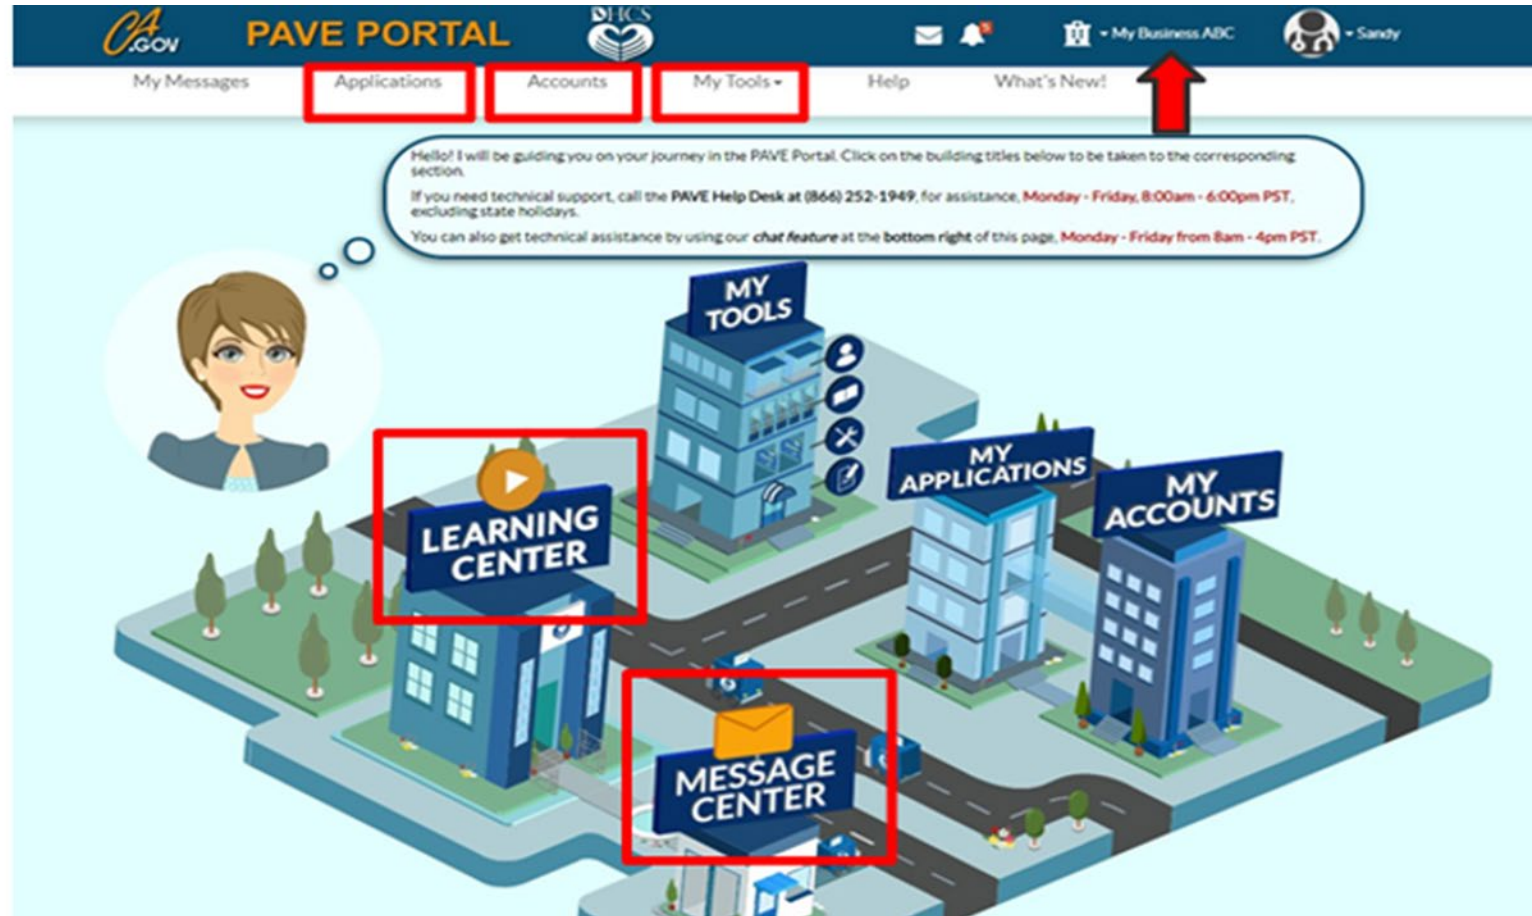 CA.GOV PAVE PORTAL DHCS My Business ABC Sandy
My Messages Applications Accounts My Tools Help What's New!
Hello! I will be guiding you on your journey in the PAVE Portal. Click on the building titles below to be taken to the corresponding
section.
If you need technical support, call the PAVE Help Desk at (866) 252-1949, for assistance, Monday - Friday, 8:00am - 6:00pm PST,
excluding state holidays.
You can also get technical assistance by using our chat feature at the bottom right of this page, Monday - Friday from 8am - 4pm PST.
MY
TOOLS
MY
APPLICATIONS
MY
ACCOUNTS
LEARNING
CENTER
MESSAGE
CENTER